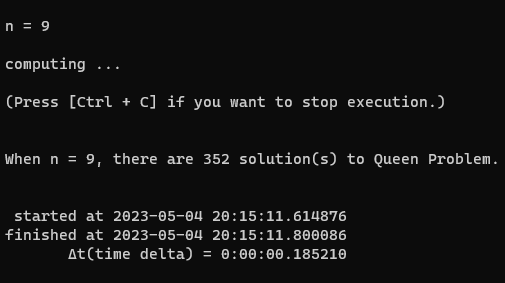 n = 9
computing ...
(Press [Ctrl + C] if you want to stop execution.)
When n = 9, there are 352 solution(s) to Queen Problem.
started at 2023-05-04 20:15:11.614876
finished at 2023-05-04 20:15:11.800086
Δt(time delta) = 0:00:00.185210